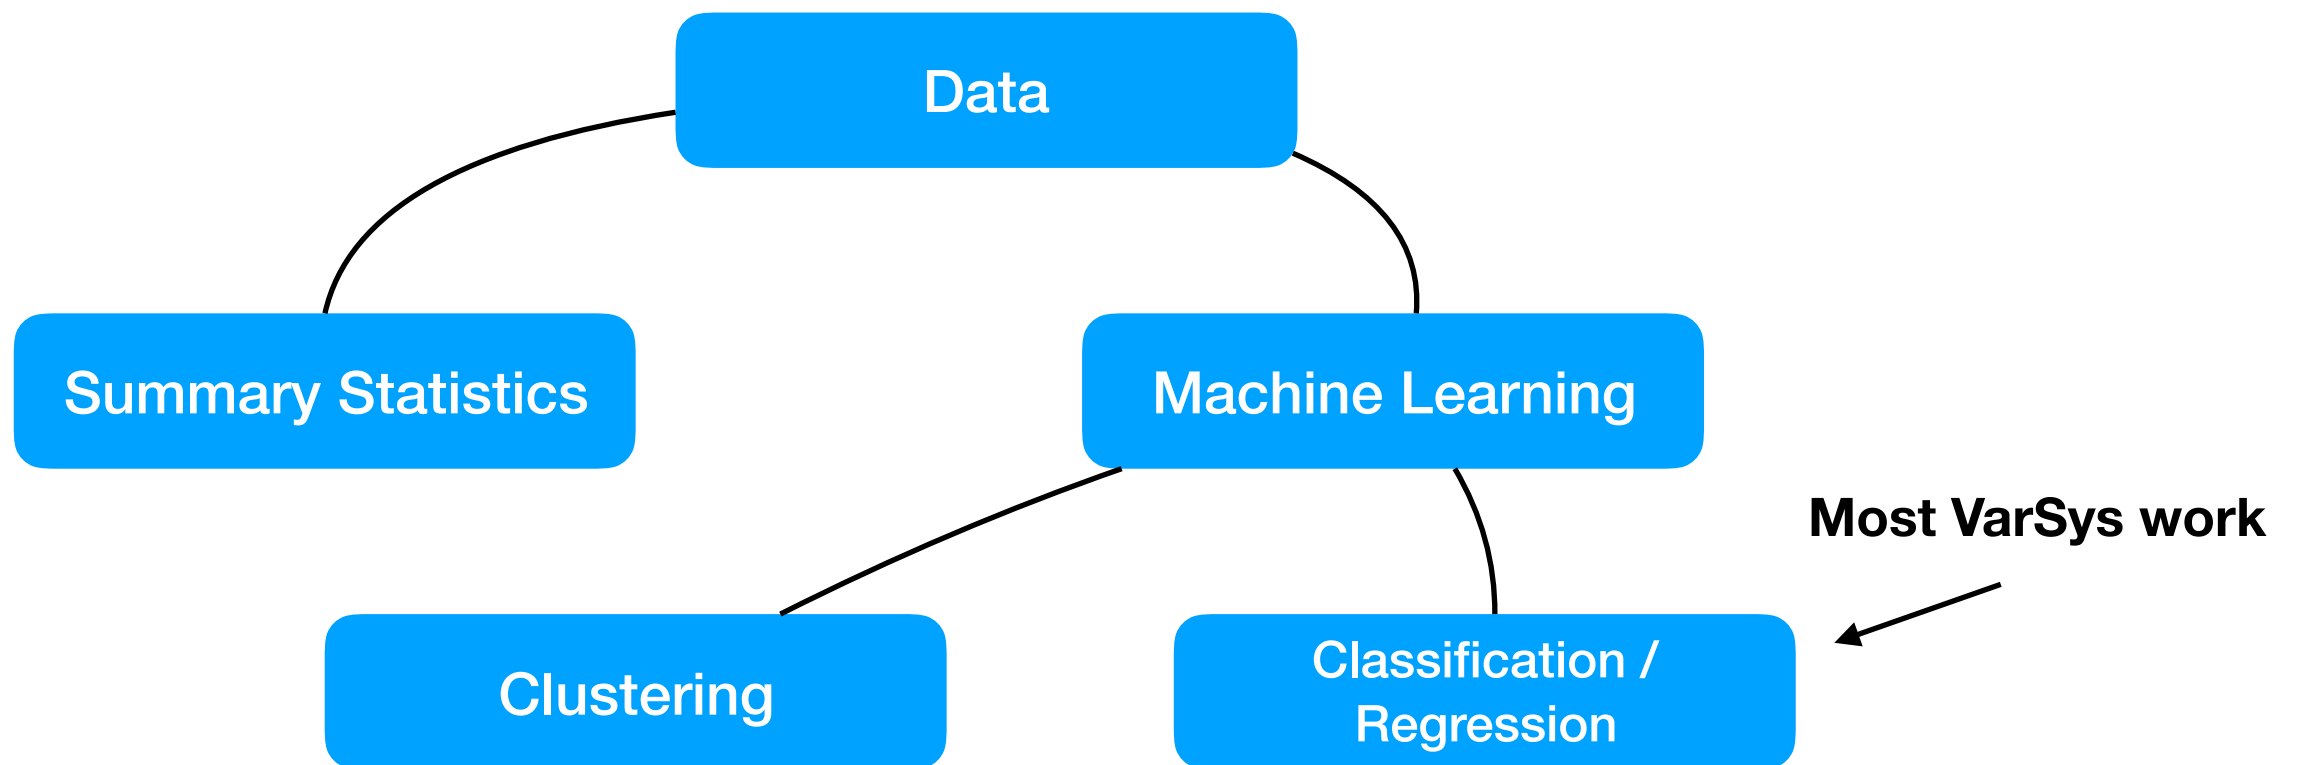 Data
Summary Statistics
Machine Learning
Most VarSys work
Clustering
Classification /
Regression